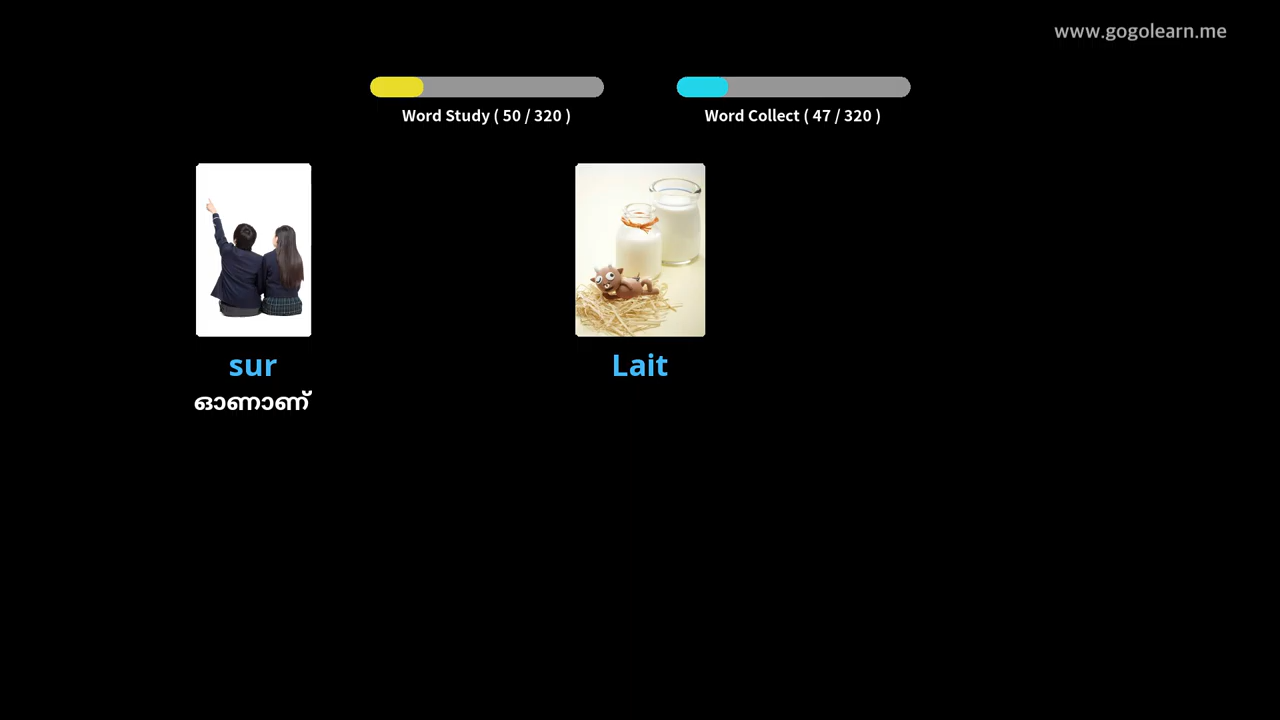 www.gogolearn.me
Word Study ( 50 / 320 )
Word Collect ( 47 / 320 )
sur
ഓണാണ്
Lait